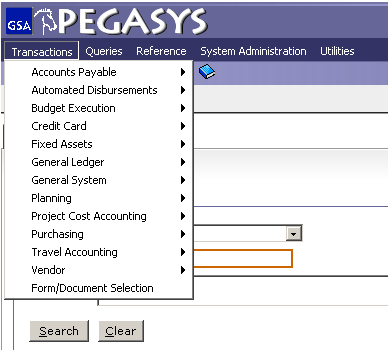 GSA PEGASYS
Transactions Queries Reference System Administration Utilities
Accounts Payable
Automated Disbursements
Budget Execution
Credit Card
Fixed Assets
General Ledger
General System
Planning
Project Cost Accounting
Purchasing
Travel Accounting
Vendor
Form/Document Selection
Search Clear